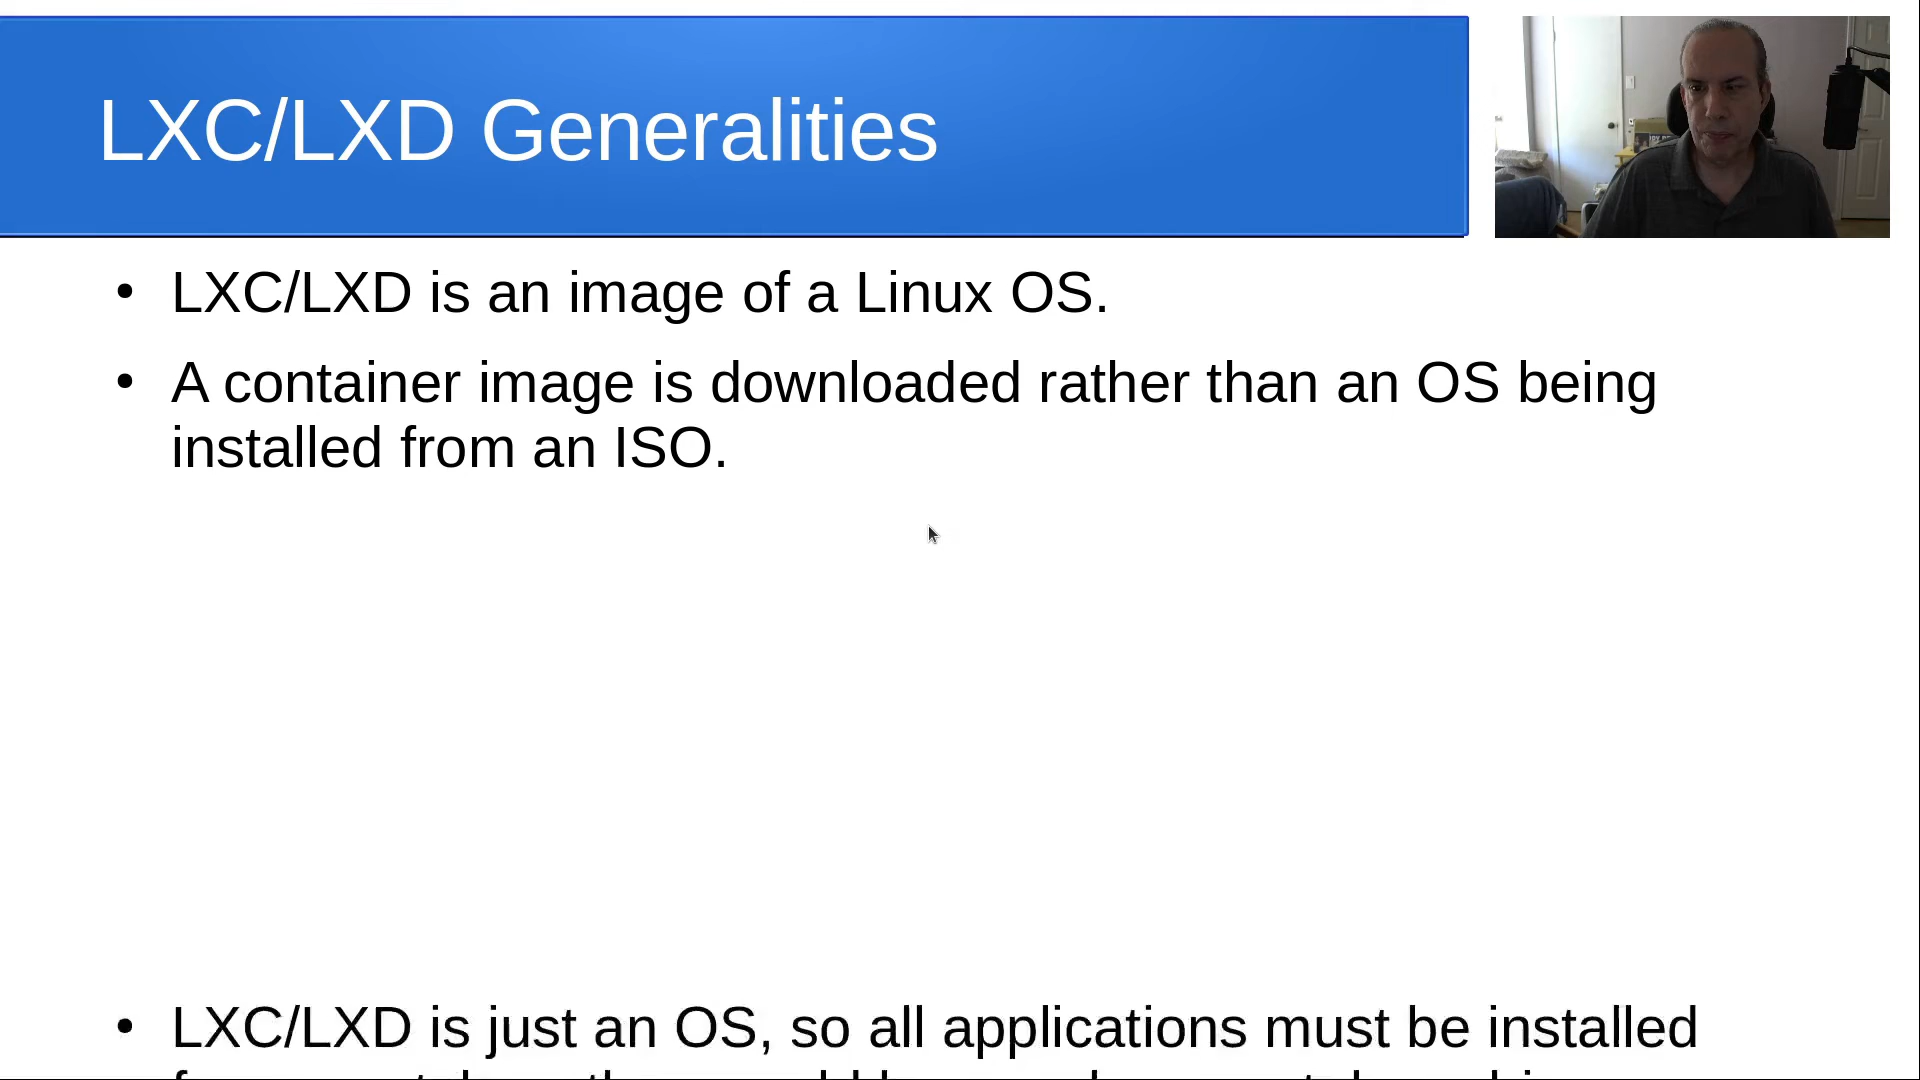 LXC/LXD Generalities
• LXC/LXD is an image of a Linux OS.
• A container image is downloaded rather than an OS being
installed from an ISO.
• LXC/LXD is just an OS, so all applications must be installed